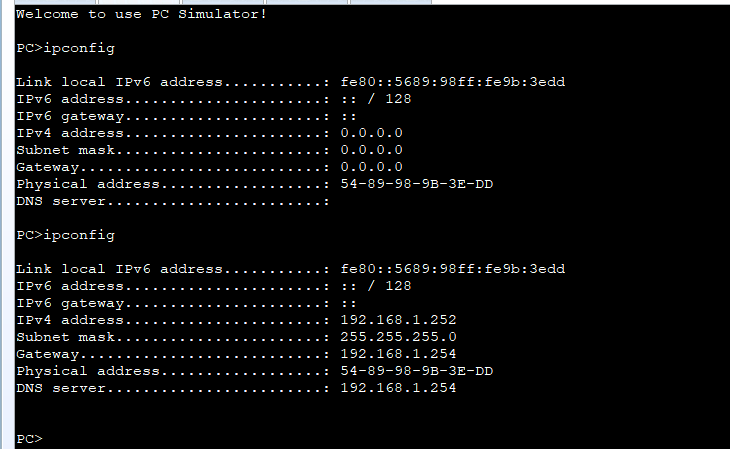 Welcome to use PC Simulator!
PC>ipconfig
Link local IPv6 address...........: fe80::5689:98ff:fe9b:3edd
IPv6 address......................: :: / 128
IPv6 gateway......................: ::
IPv4 address......................: 0.0.0.0
Subnet mask.......................: 0.0.0.0
Gateway...........................: 0.0.0.0
Physical address..................: 54-89-98-9B-3E-DD
DNS server........................:
PC>ipconfig
Link local IPv6 address...........: fe80::5689:98ff:fe9b:3edd
IPv6 address......................: :: / 128
IPv6 gateway......................: ::
IPv4 address......................: 192.168.1.252
Subnet mask.......................: 255.255.255.0
Gateway...........................: 192.168.1.254
Physical address..................: 54-89-98-9B-3E-DD
DNS server........................: 192.168.1.254
PC>